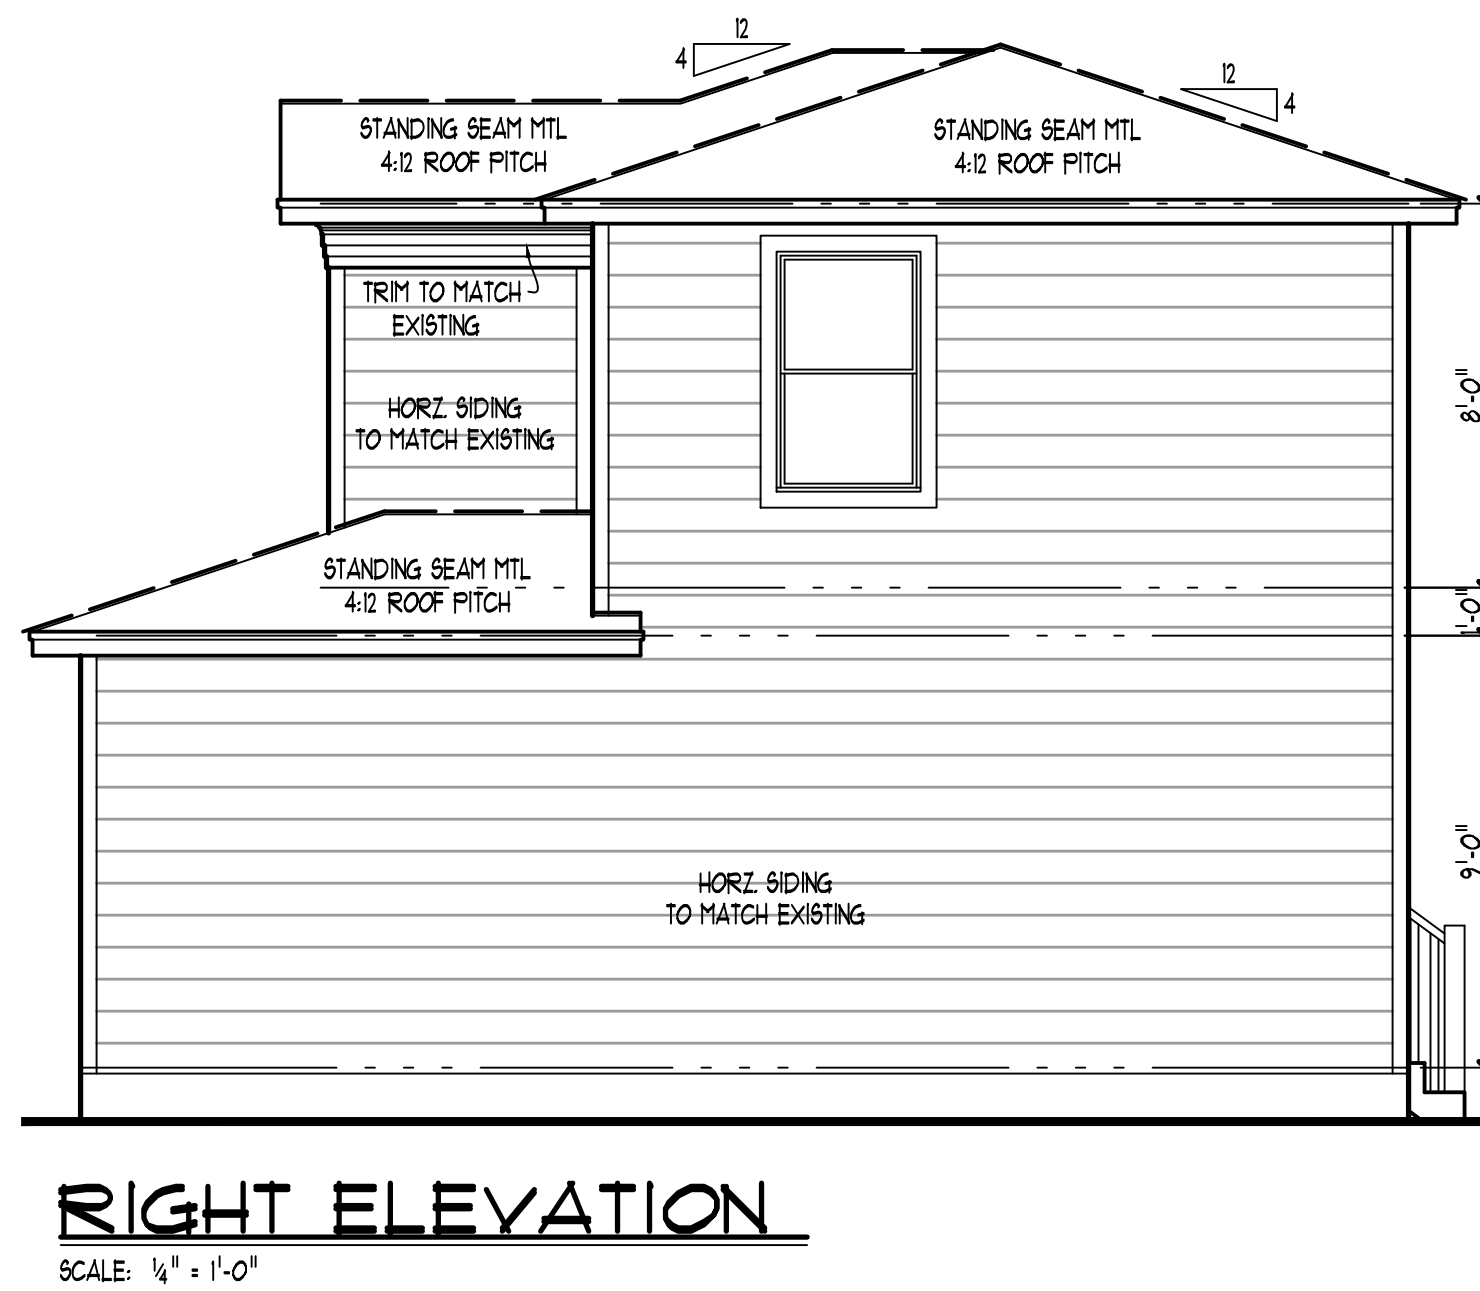 12
4
12
4
STANDING SEAM MTL
4:12 ROOF PITCH
STANDING SEAM MTL
4:12 ROOF PITCH
TRIM TO MATCH
EXISTING
8'-0"
HORZ. SIDING
TO MATCH EXISTING
STANDING SEAM MTL
4:12 ROOF PITCH
1'-0"
9'-0"
HORZ. SIDING
TO MATCH EXISTING
RIGHT ELEVATION
SCALE: ¼" = 1'-0"